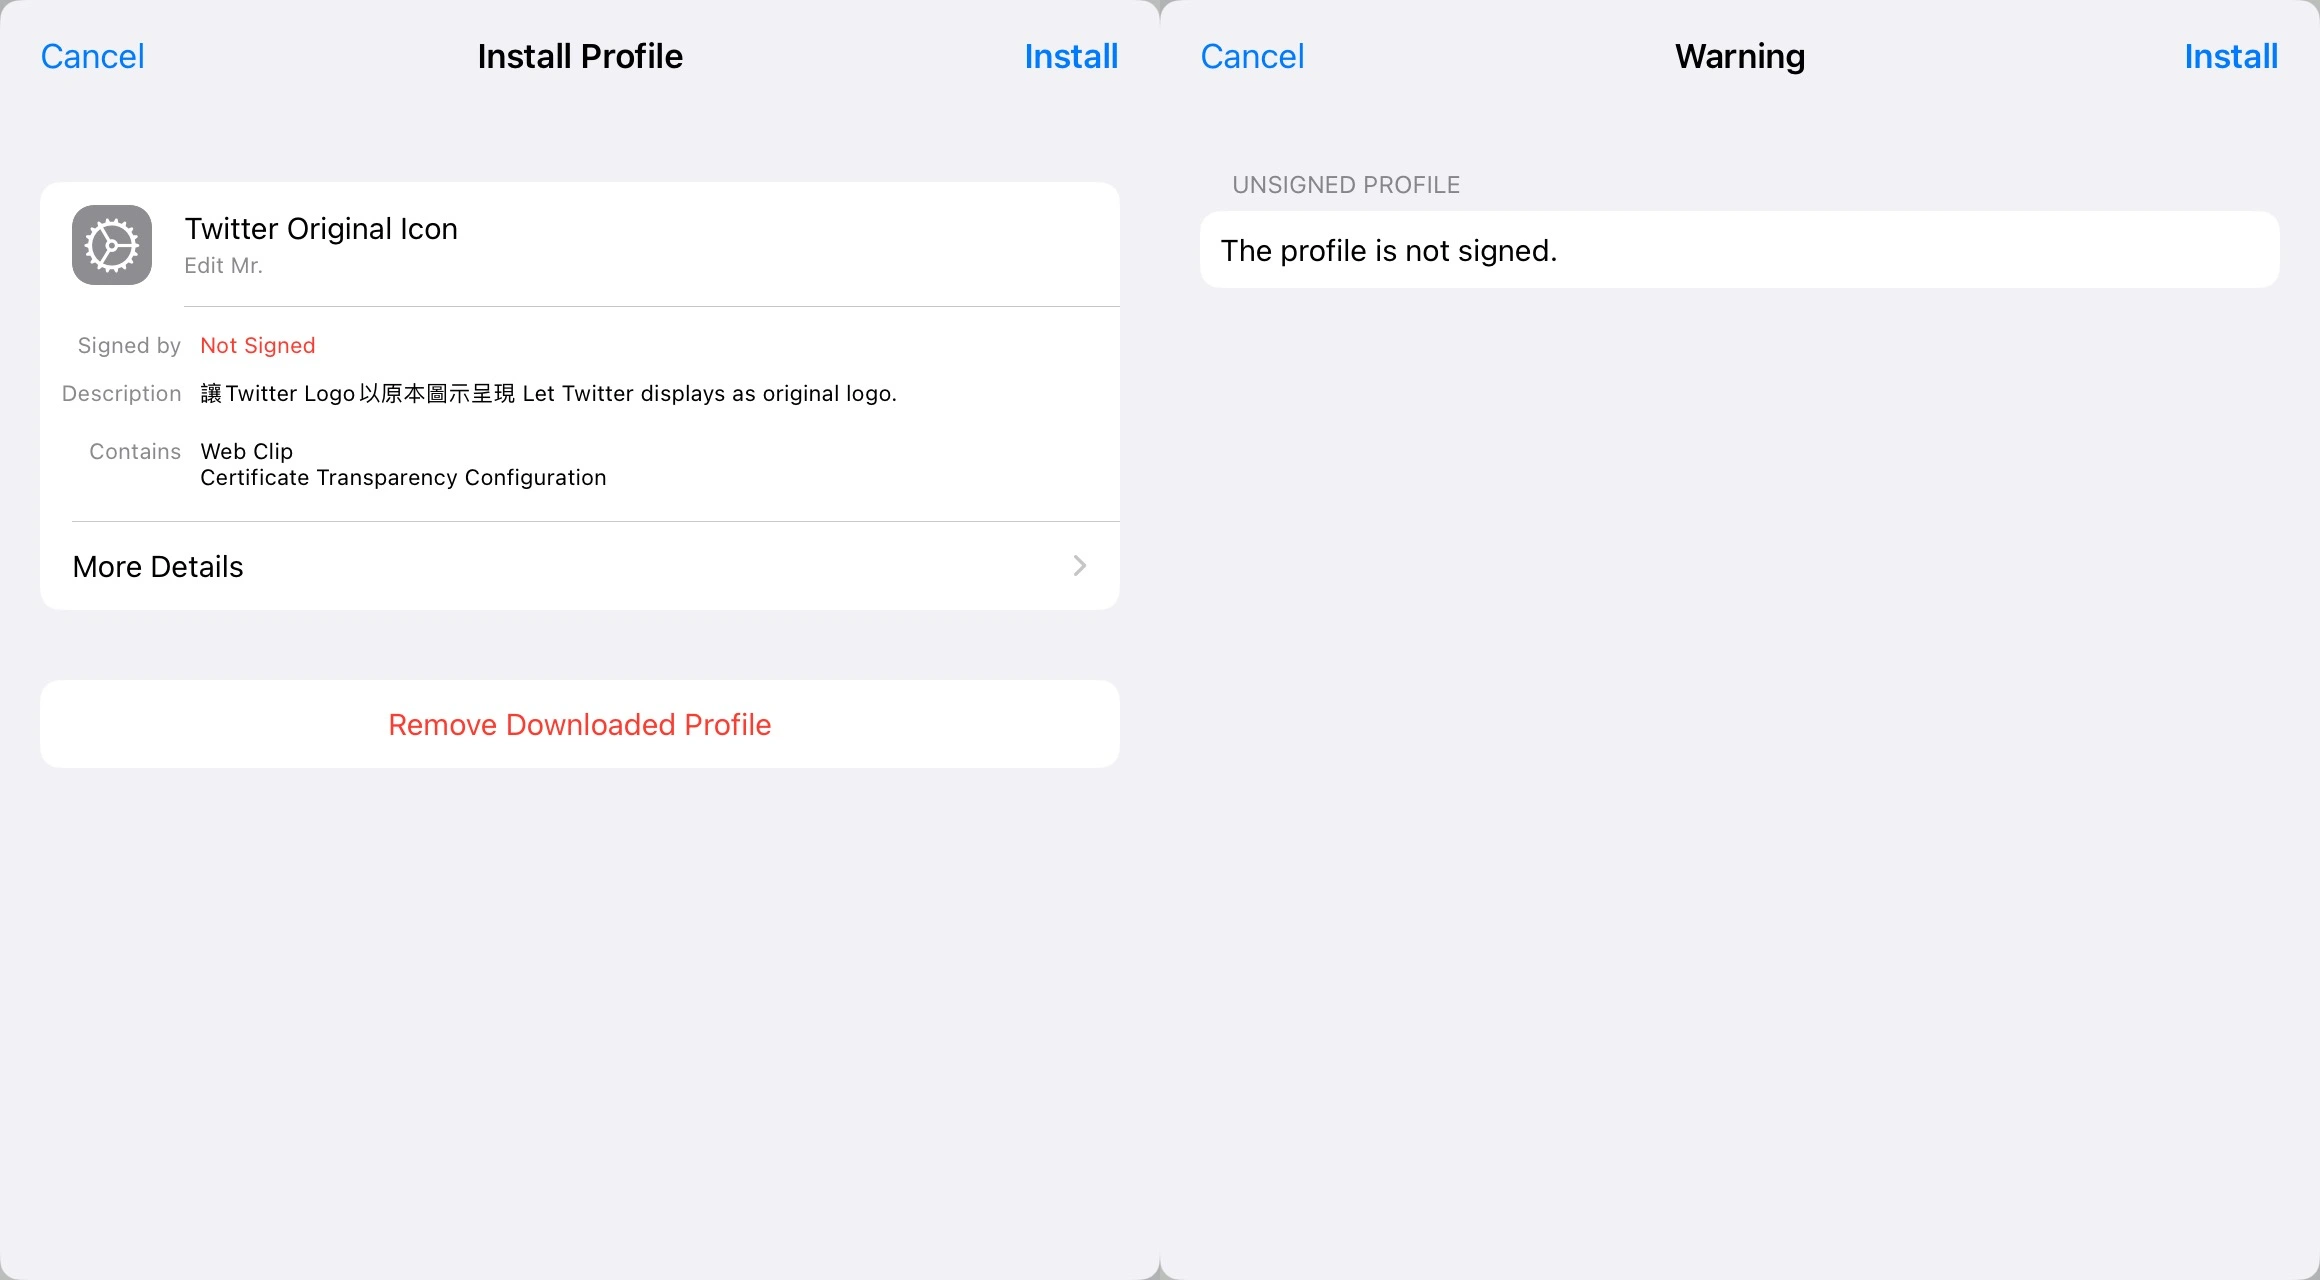 Cancel
Install Profile
Install
Twitter Original Icon
Edit Mr.
Signed by Not Signed
Description 讓Twitter Logo以原本圖示呈現 Let Twitter displays as original logo.
Contains Web Clip
Certificate Transparency Configuration
More Details
Remove Downloaded Profile
Cancel
Warning
Install
UNSIGNED PROFILE
The profile is not signed.